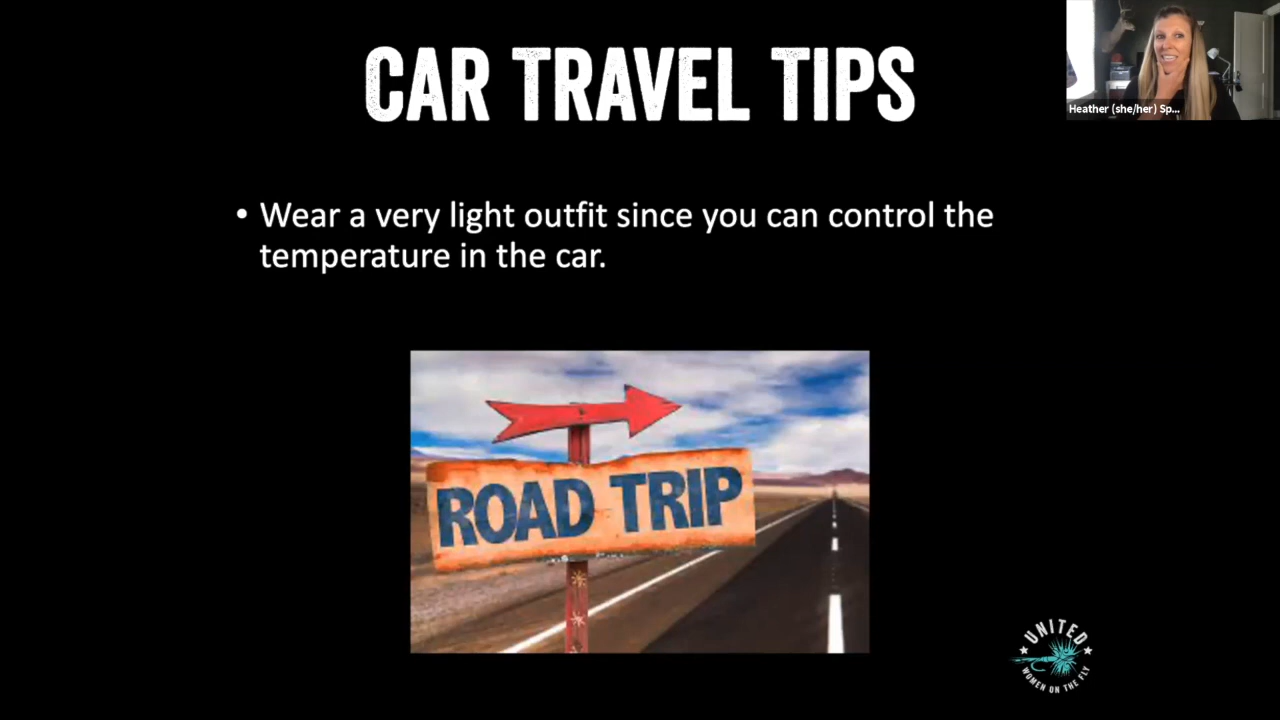 CAR TRAVEL TIPS
Heather (she/her) Sp...
• Wear a very light outfit since you can control the
temperature in the car.
ROAD TRIP
UNITED
WOMEN ON THE FLY